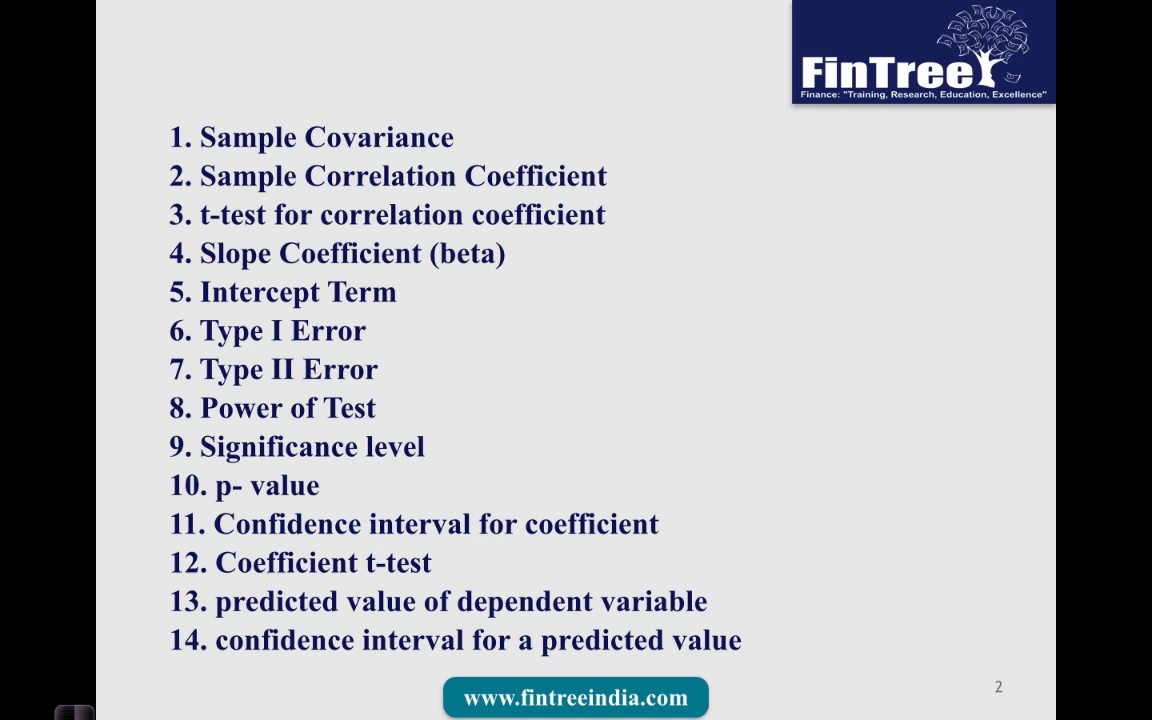 FinTree
Finance: "Training, Research, Education, Excellence"
1. Sample Covariance
2. Sample Correlation Coefficient
3. t-test for correlation coefficient
4. Slope Coefficient (beta)
5. Intercept Term
6. Type I Error
7. Type II Error
8. Power of Test
9. Significance level
10. p- value
11. Confidence interval for coefficient
12. Coefficient t-test
13. predicted value of dependent variable
14. confidence interval for a predicted value
www.fintreeindia.com
2